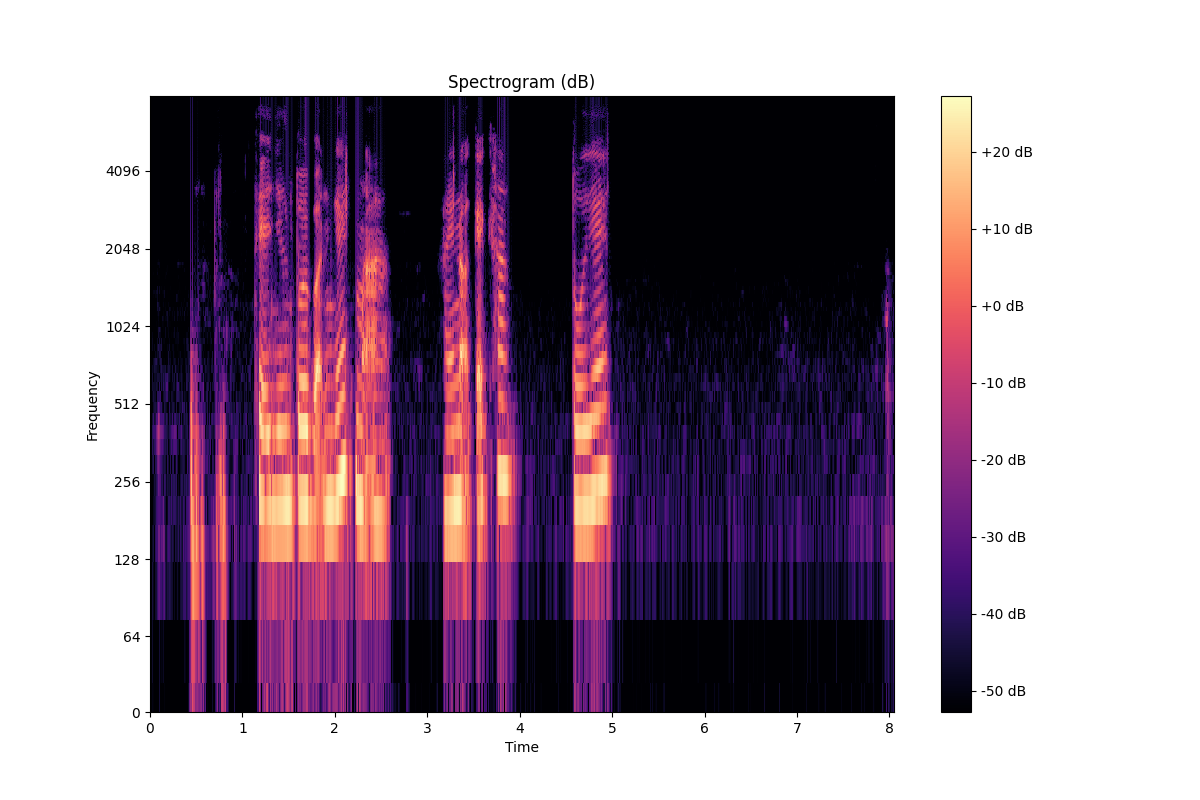 Spectrogram (dB)
4096
2048
1024
512
256
128
64
0
Frequency
0 1 2 3 4 5 6 7 8
Time
+20 dB
+10 dB
+0 dB
-10 dB
-20 dB
-30 dB
-40 dB
-50 dB